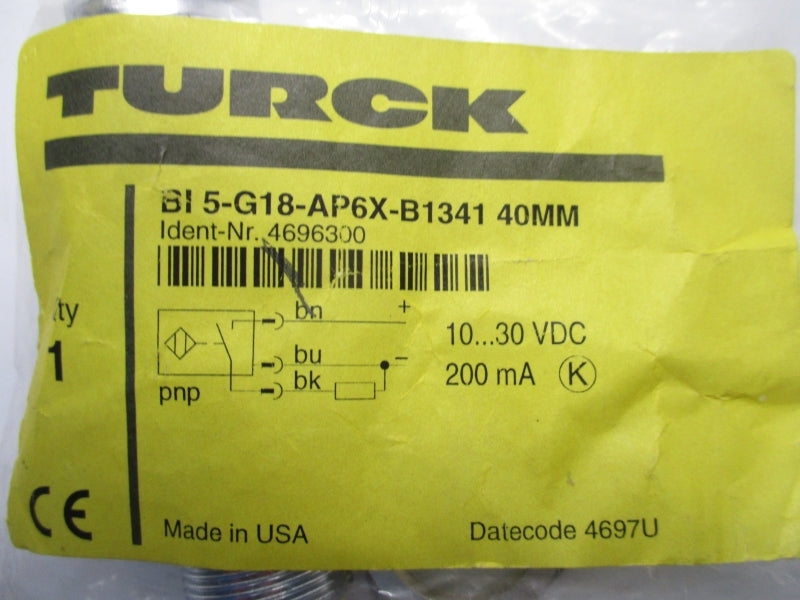 TURCK
BI 5-G18-AP6X-B1341 40MM
Ident-Nr. 4696300
bn +
10...30 VDC
bu -
200 mA K
bk
pnp
ty
1
CE
Made in USA
Datecode 4697U